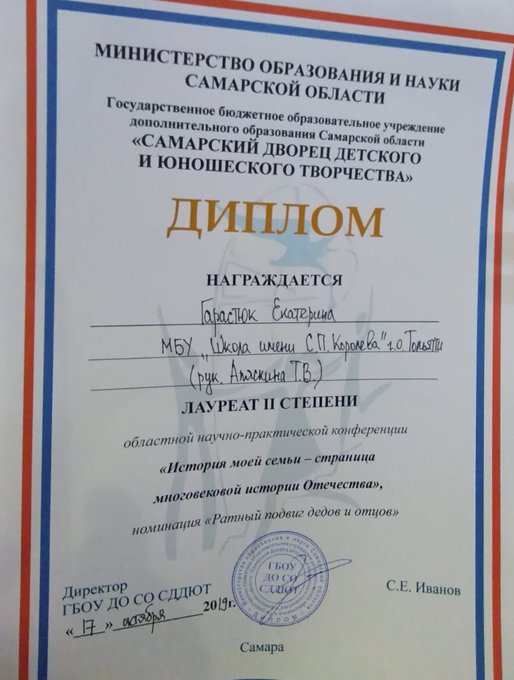 МИНИСТЕРСТВО ОБРАЗОВАНИЯ И НАУКИ
САМАРСКОЙ ОБЛАСТИ
Государственное бюджетное образовательное учреждение
дополнительного образования Самарской области
«САМАРСКИЙ ДВОРЕЦ ДЕТСКОГО
И ЮНОШЕСКОГО ТВОРЧЕСТВА»
ДИПЛОМ
НАГРАЖДАЕТСЯ
Гарастюк Екатерина
МБУ „Школа имени С.П. Королева" г.о. Тольятти
(рук. Апаскина Т.В.)
ЛАУРЕАТ II СТЕПЕНИ
областной научно-практической конференции
«История моей семьи – страница
многовековой истории Отечества»,
номинация «Ратный подвиг дедов и отцов»
Директор
ГБОУ ДО СО СДДЮТ
С.Е. Иванов
«17» октября 2019г.
ГБОУ
ДО СО
СДДЮТ
ДИПЛОМ
Самара